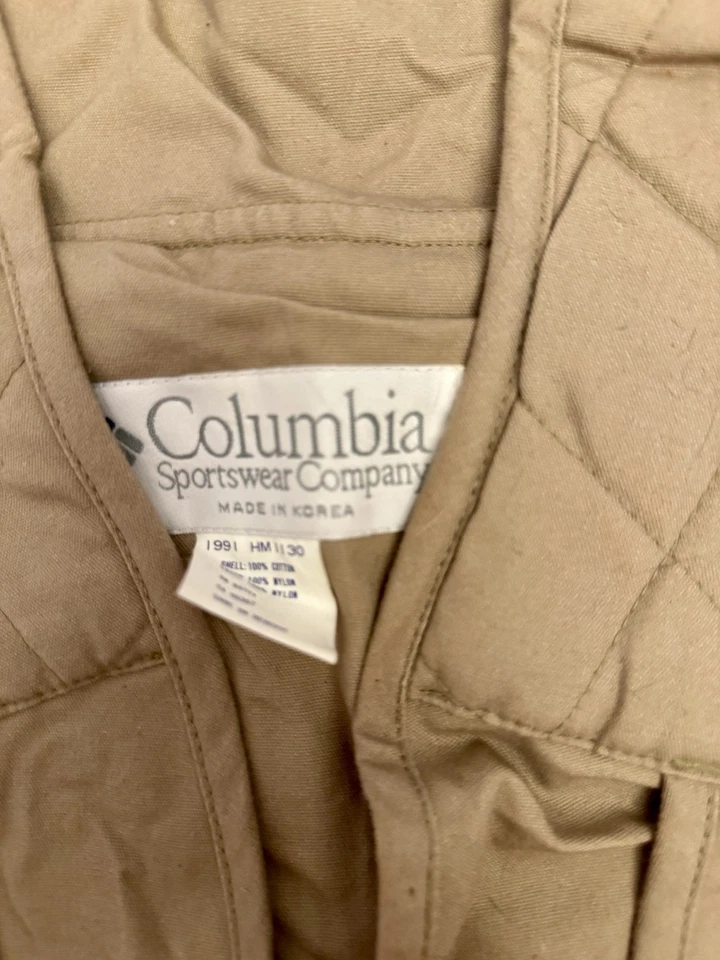 Columbia
Sportswear Company
MADE IN KOREA
1991 HM1130
SHELL: 100% COTTON
100% NYLON
NYLON